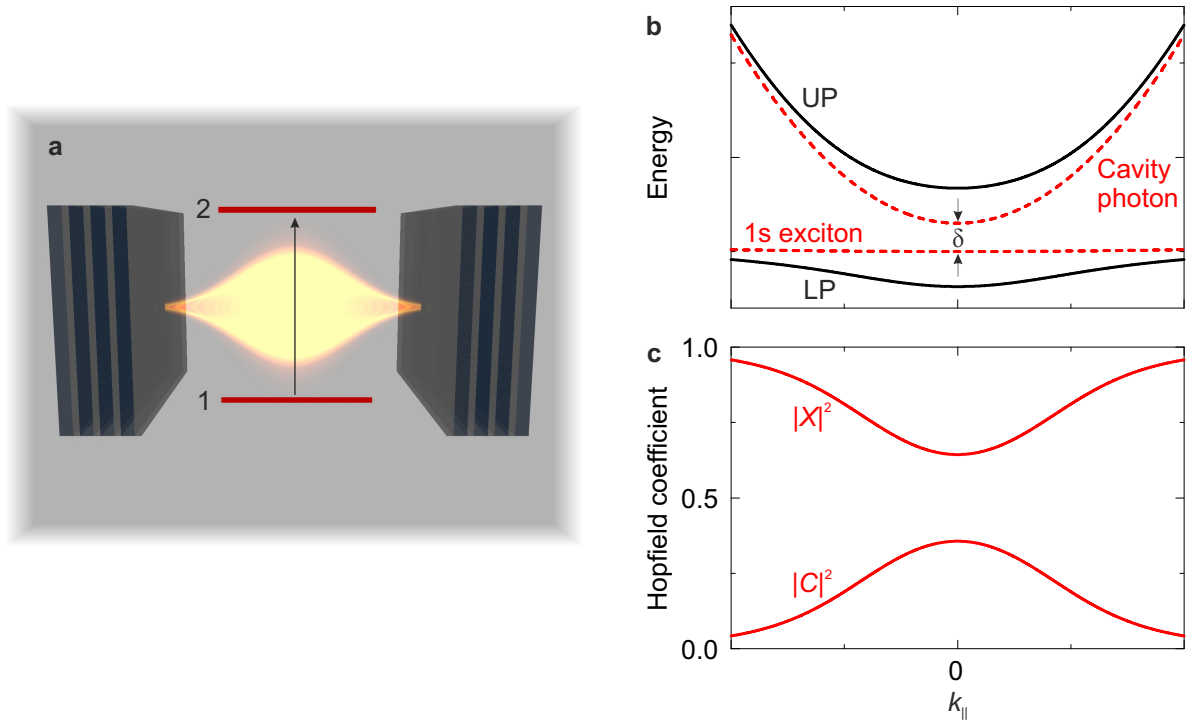 a
2
1
b
Energy
UP
Cavity
photon
1s exciton
δ
LP
c
1.0
Hopfield coefficient
|X|²
0.5
|C|²
0.0
0
k||